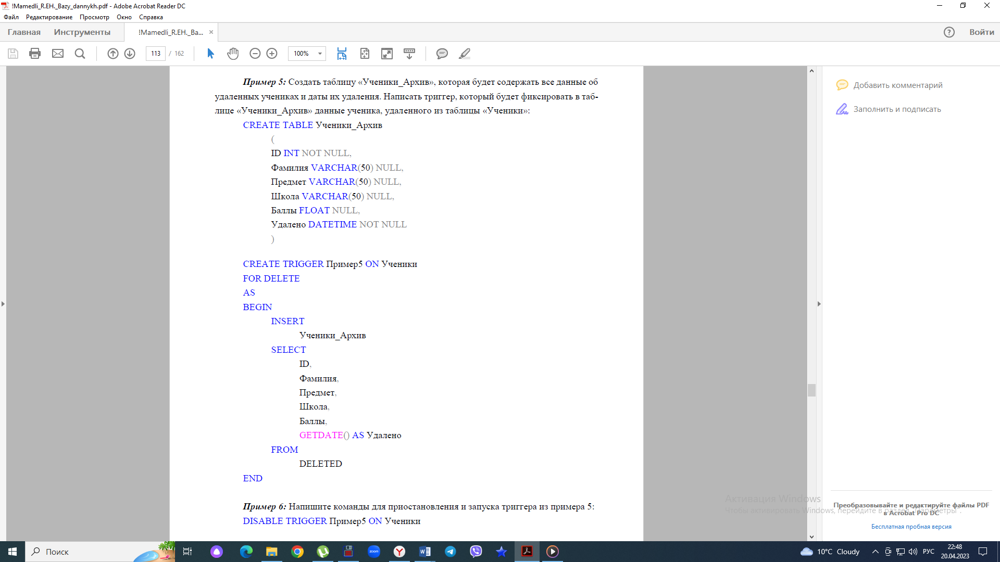 !Mamedli_R.EH._Bazy_dannykh.pdf - Adobe Acrobat Reader DC
Файл Редактирование Просмотр Окно Справка
Главная Инструменты !Mamedli_R.EH._Ba... Войти
113 / 162 100%
Пример 5: Создать таблицу «Ученики_Архив», которая будет содержать все данные об
удаленных учениках и даты их удаления. Написать триггер, который будет фиксировать в таб-
лице «Ученики_Архив» данные ученика, удаленного из таблицы «Ученики»:
CREATE TABLE Ученики_Архив
(
ID INT NOT NULL,
Фамилия VARCHAR(50) NULL,
Предмет VARCHAR(50) NULL,
Школа VARCHAR(50) NULL,
Баллы FLOAT NULL,
Удалено DATETIME NOT NULL
)
CREATE TRIGGER Пример5 ON Ученики
FOR DELETE
AS
BEGIN
INSERT
Ученики_Архив
SELECT
ID,
Фамилия,
Предмет,
Школа,
Баллы,
GETDATE() AS Удалено
FROM
DELETED
END
Пример 6: Напишите команды для приостановления и запуска триггера из примера 5:
DISABLE TRIGGER Пример5 ON Ученики
Добавить комментарий
Заполнить и подписать
Активация Windows
Чтобы активировать Windows, перейдите в раздел "Параметры".
Преобразовывайте и редактируйте файлы PDF
в Acrobat Pro DC
Бесплатная пробная версия
Поиск
zoom
10°C Cloudy
РУС
22:48
20.04.2023